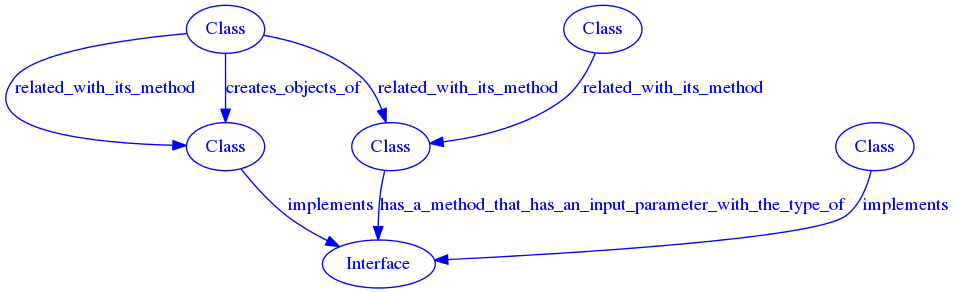 Class
Class
related_with_its_method
creates_objects_of
related_with_its_method
related_with_its_method
Class
Class
Class
implements
has_a_method_that_has_an_input_parameter_with_the_type_of
implements
Interface